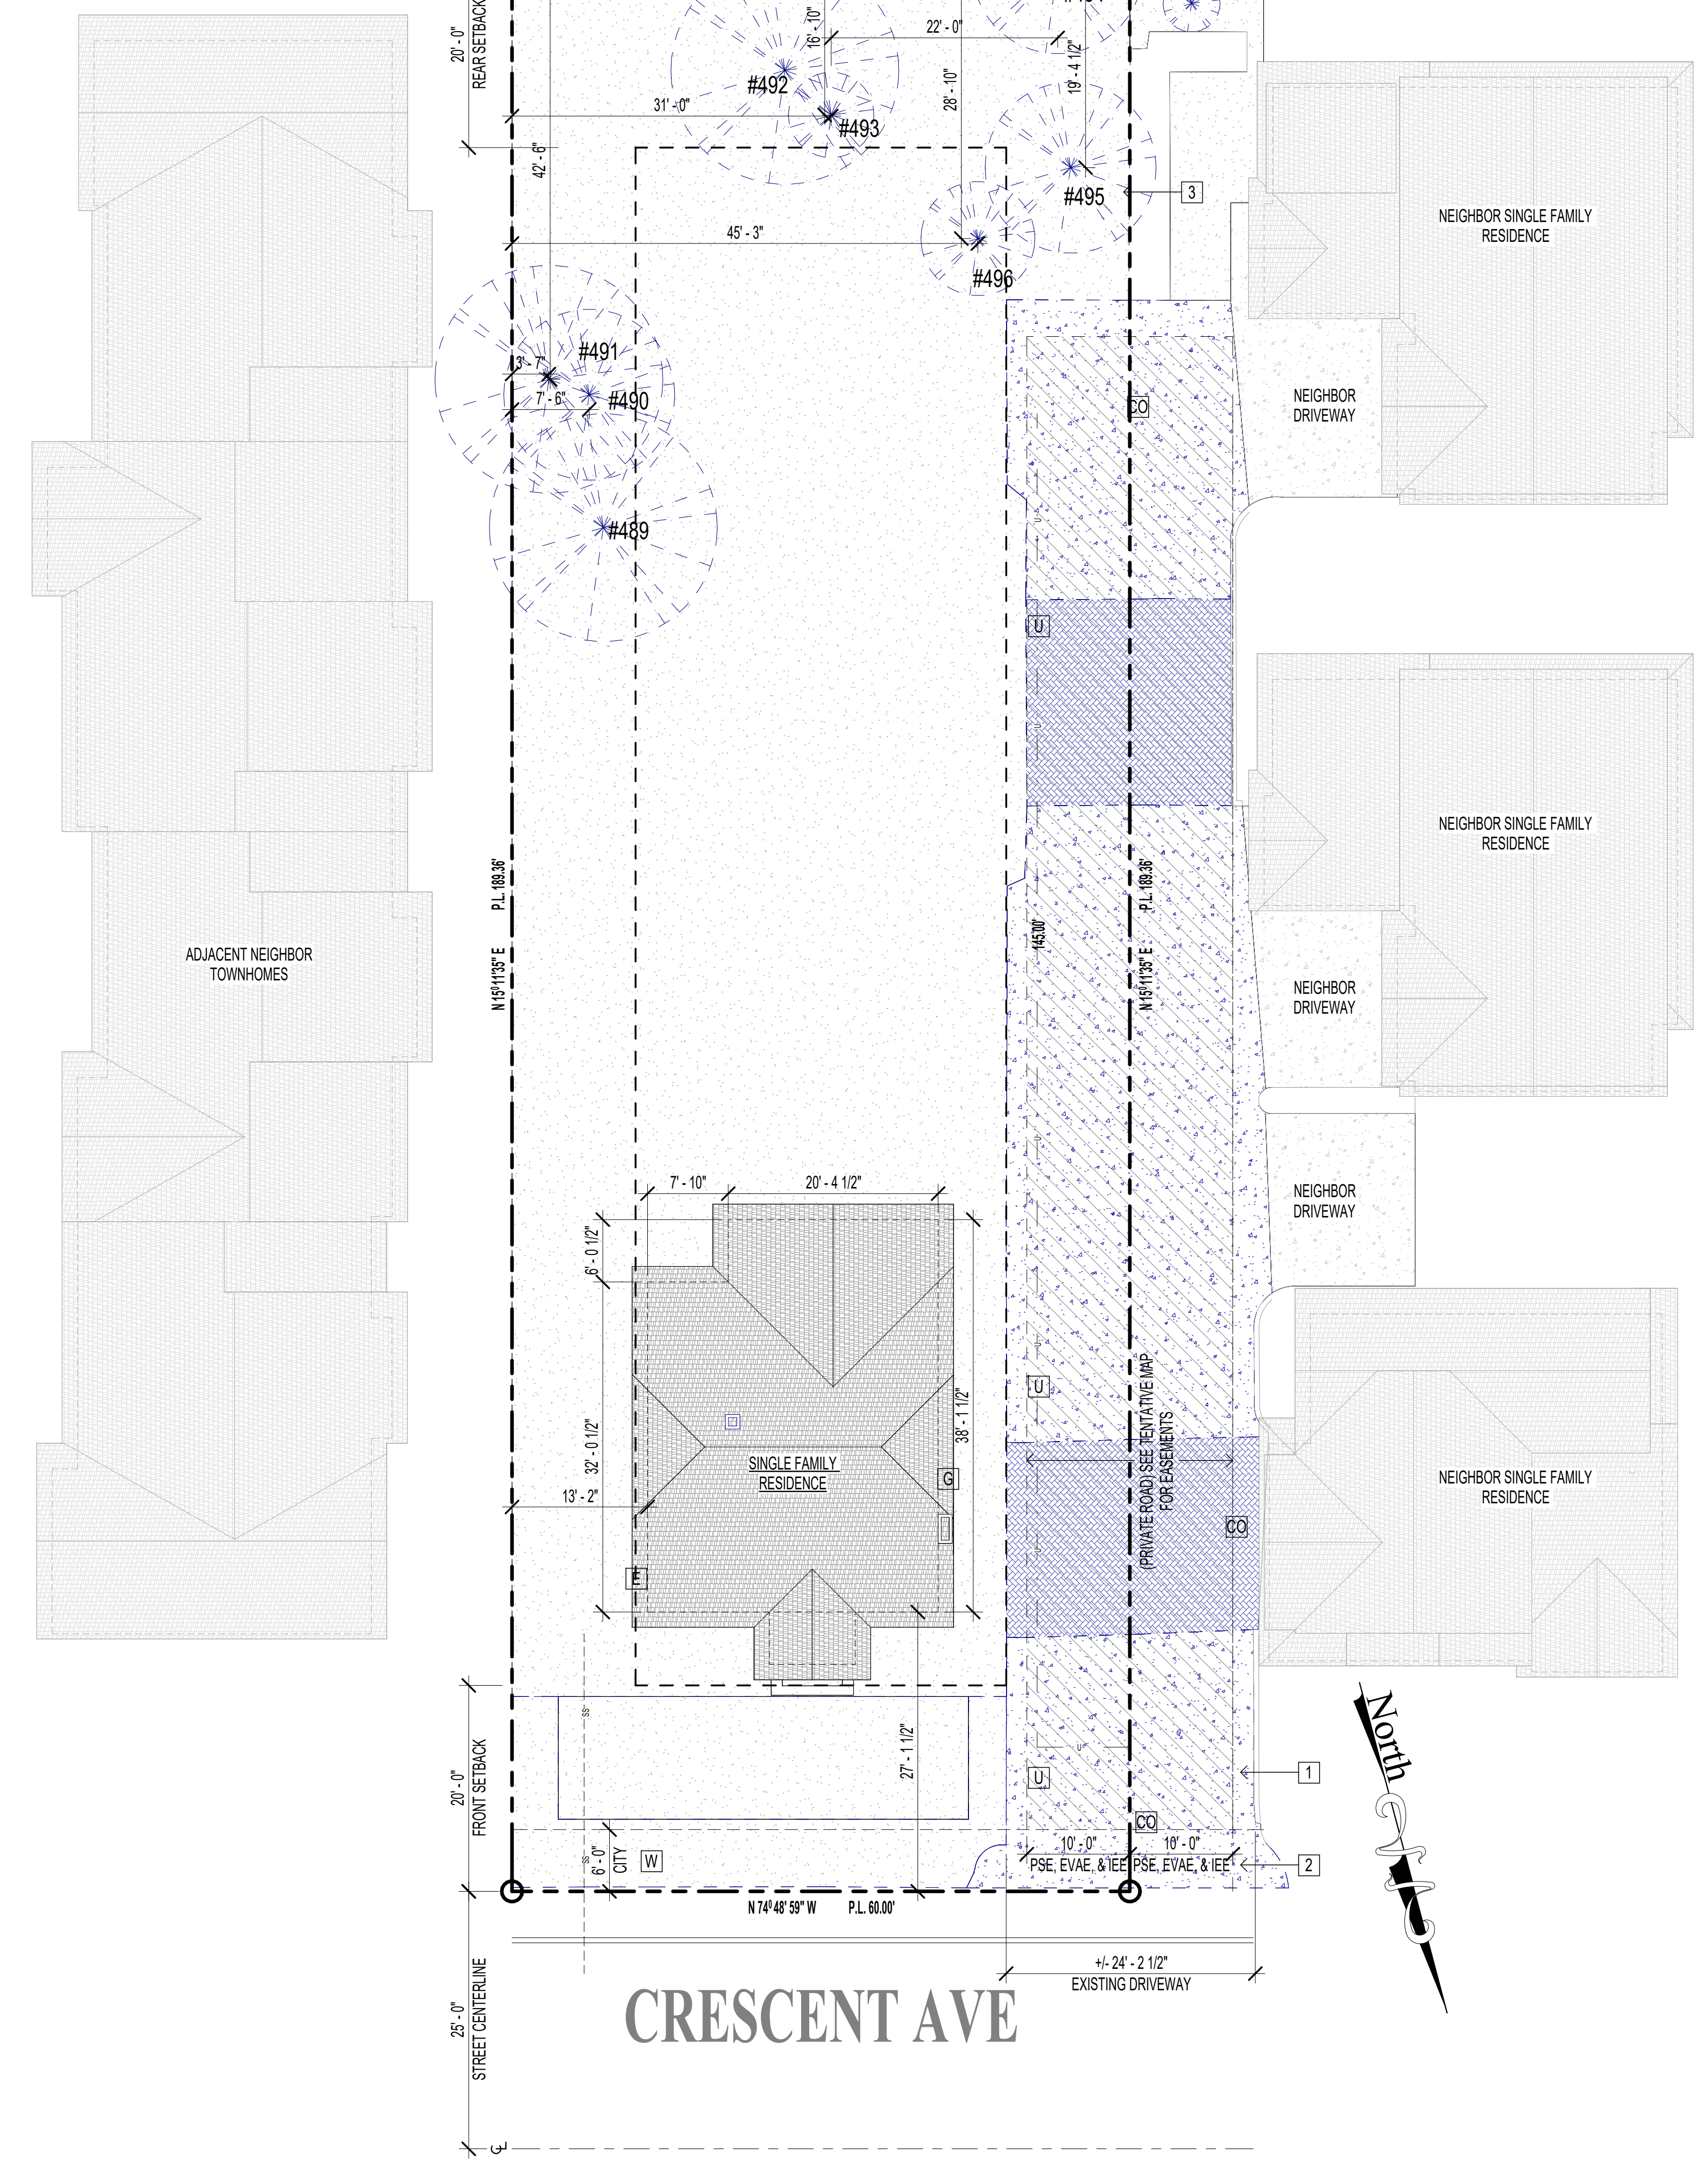 20' - 0"
REAR SETBACK
16' - 10"
22' - 0"
19' - 4 1/2"
28' - 10"
#492
31' - 0"
#493
42' - 6"
#495
3
NEIGHBOR SINGLE FAMILY
RESIDENCE
45' - 3"
#496
#491
3' - 7"
7' - 6"
#490
CO
NEIGHBOR
DRIVEWAY
#489
U
U
U
NEIGHBOR SINGLE FAMILY
RESIDENCE
P.L. 189.36'
N 15⁰11'35" E
P.L. 189.36'
N 15⁰11'35" E
145.00'
ADJACENT NEIGHBOR
TOWNHOMES
NEIGHBOR
DRIVEWAY
U
7' - 10"
20' - 4 1/2"
NEIGHBOR
DRIVEWAY
6' - 0 1/2"
U
U
38' - 1 1/2"
32' - 0 1/2"
(PRIVATE ROAD) SEE TENTATIVE MAP
FOR EASEMENTS
SINGLE FAMILY
RESIDENCE
G
NEIGHBOR SINGLE FAMILY
RESIDENCE
13' - 2"
CO
U
E
SS
U
North
20' - 0"
FRONT SETBACK
27' - 1 1/2"
U
1
CO
6' - 0"
CITY
SS
W
10' - 0"
10' - 0"
PSE, EVAE, & IEE
PSE, EVAE, & IEE
2
N 74⁰ 48' 59" W
P.L. 60.00'
+/- 24' - 2 1/2"
EXISTING DRIVEWAY
25' - 0"
STREET CENTERLINE
CRESCENT AVE
CL